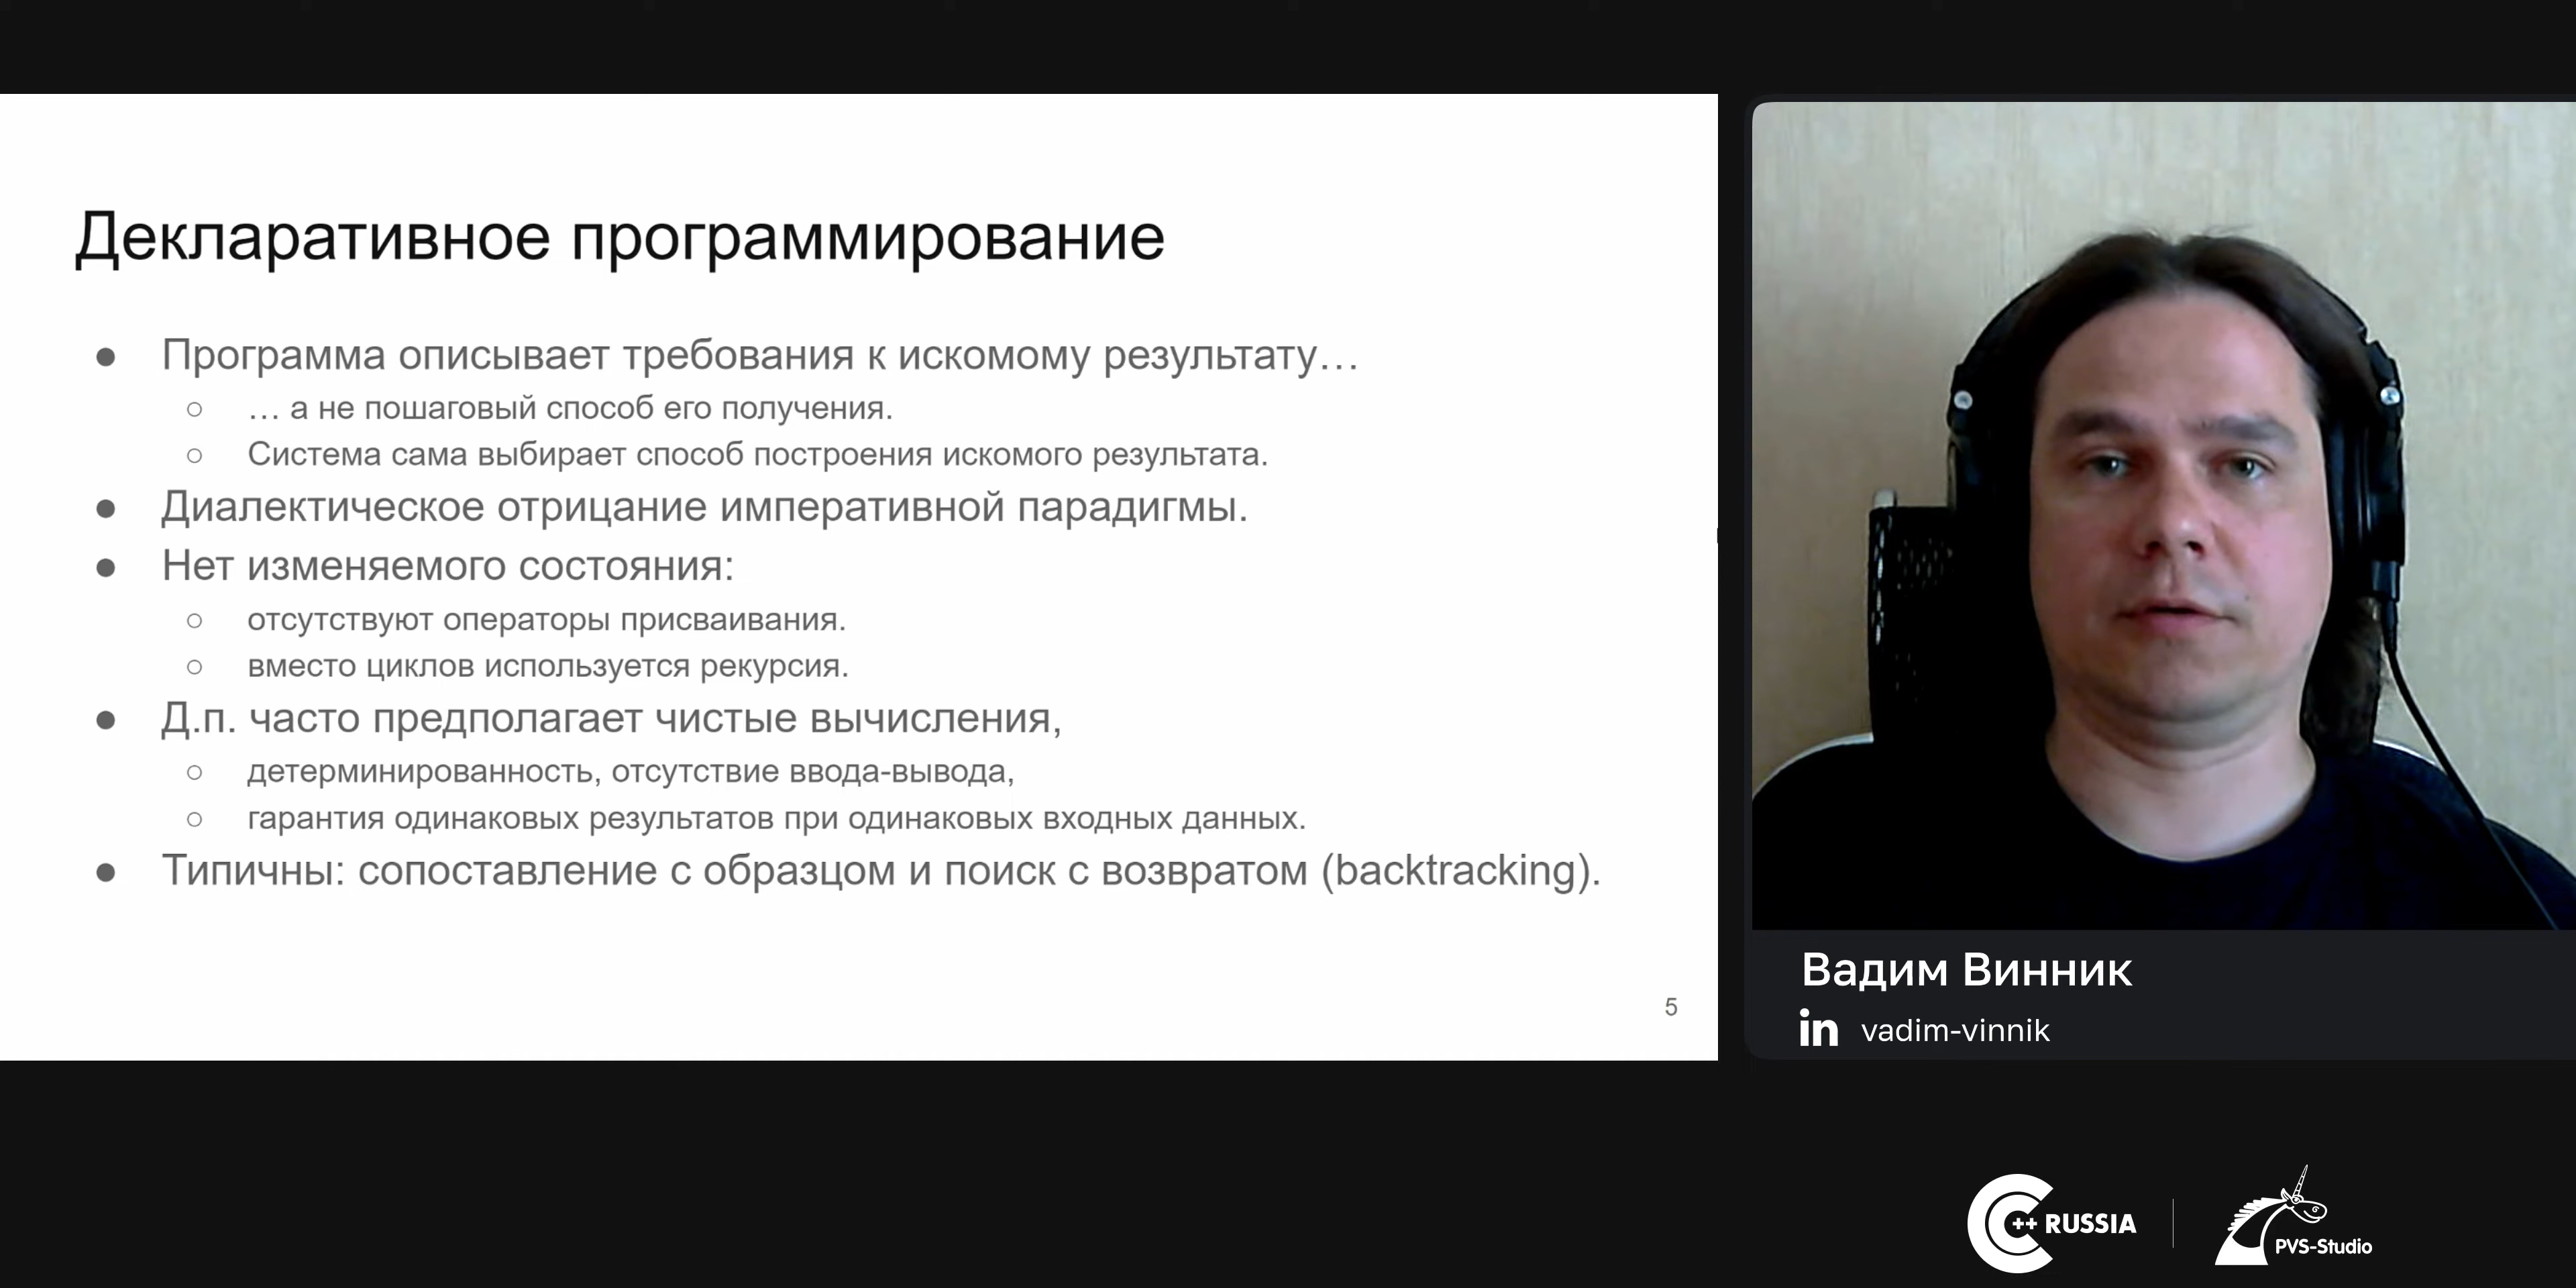 Декларативное программирование
● Программа описывает требования к искомому результату…
○ … а не пошаговый способ его получения.
○ Система сама выбирает способ построения искомого результата.
● Диалектическое отрицание императивной парадигмы.
● Нет изменяемого состояния:
○ отсутствуют операторы присваивания.
○ вместо циклов используется рекурсия.
● Д.п. часто предполагает чистые вычисления,
○ детерминированность, отсутствие ввода-вывода,
○ гарантия одинаковых результатов при одинаковых входных данных.
● Типичны: сопоставление с образцом и поиск с возвратом (backtracking).
5
Вадим Винник
in vadim-vinnik
C++ RUSSIA
PVS-Studio